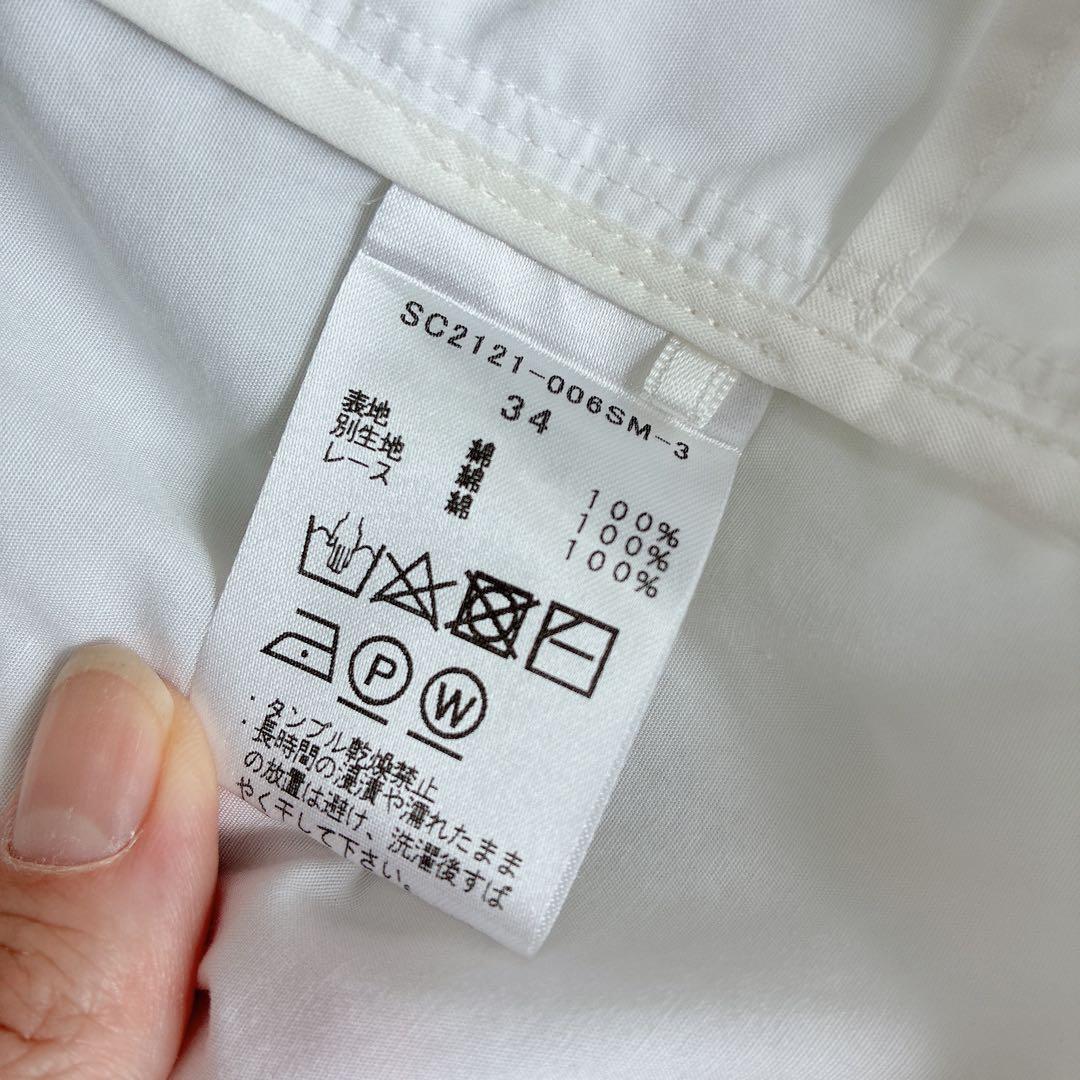 SC2121-006SM-3
34
表地 綿 100%
別生地 綿 100%
レース 綿 100%
P W
・タンブル乾燥禁止
・長時間の浸漬や濡れたまま
の放置は避け、洗濯後すば
やく干して下さい。